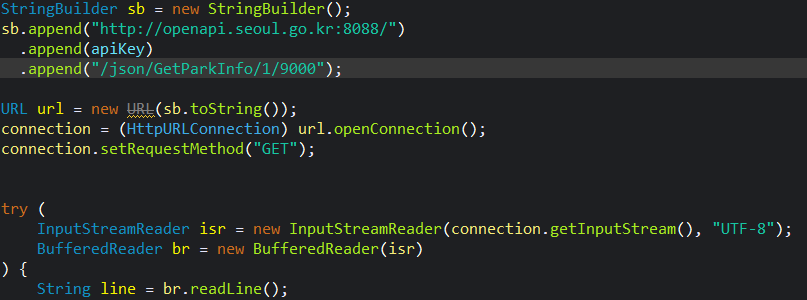 StringBuilder sb = new StringBuilder();
sb.append("http://openapi.seoul.go.kr:8088/")
  .append(apiKey)
  .append("/json/GetParkInfo/1/9000");

URL url = new URL(sb.toString());
connection = (HttpURLConnection) url.openConnection();
connection.setRequestMethod("GET");


try (
    InputStreamReader isr = new InputStreamReader(connection.getInputStream(), "UTF-8");
    BufferedReader br = new BufferedReader(isr)
) {
    String line = br.readLine();